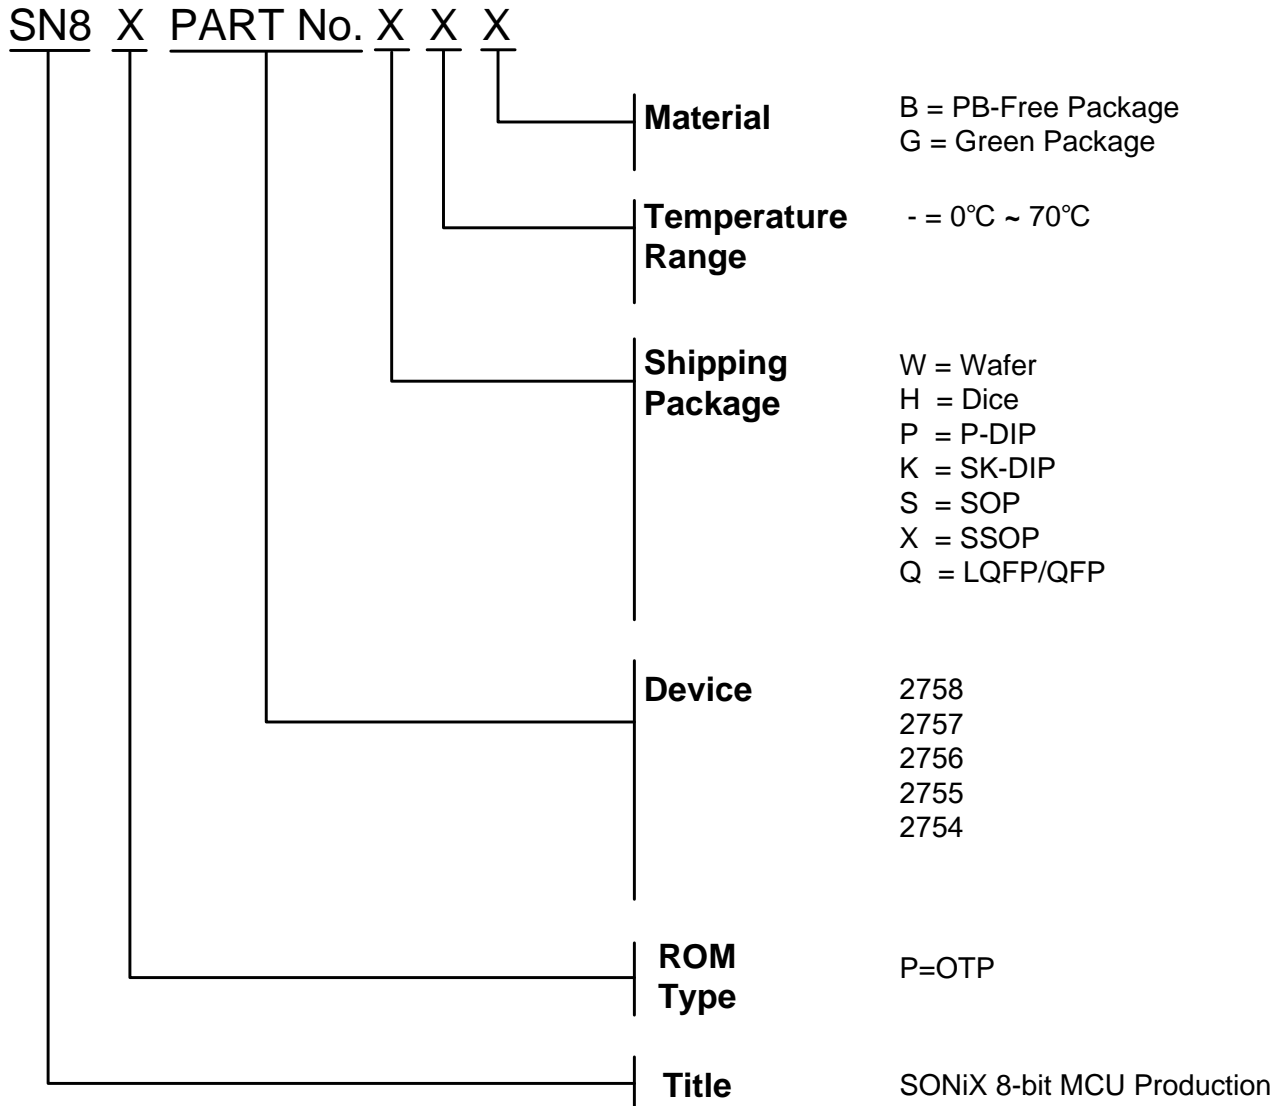 SN8 X PART No. X X X
Material
B = PB-Free Package
G = Green Package
Temperature
Range
- = 0℃ ~ 70℃
Shipping
Package
W = Wafer
H = Dice
P = P-DIP
K = SK-DIP
S = SOP
X = SSOP
Q = LQFP/QFP
Device
2758
2757
2756
2755
2754
ROM
Type
P=OTP
Title
SONiX 8-bit MCU Production